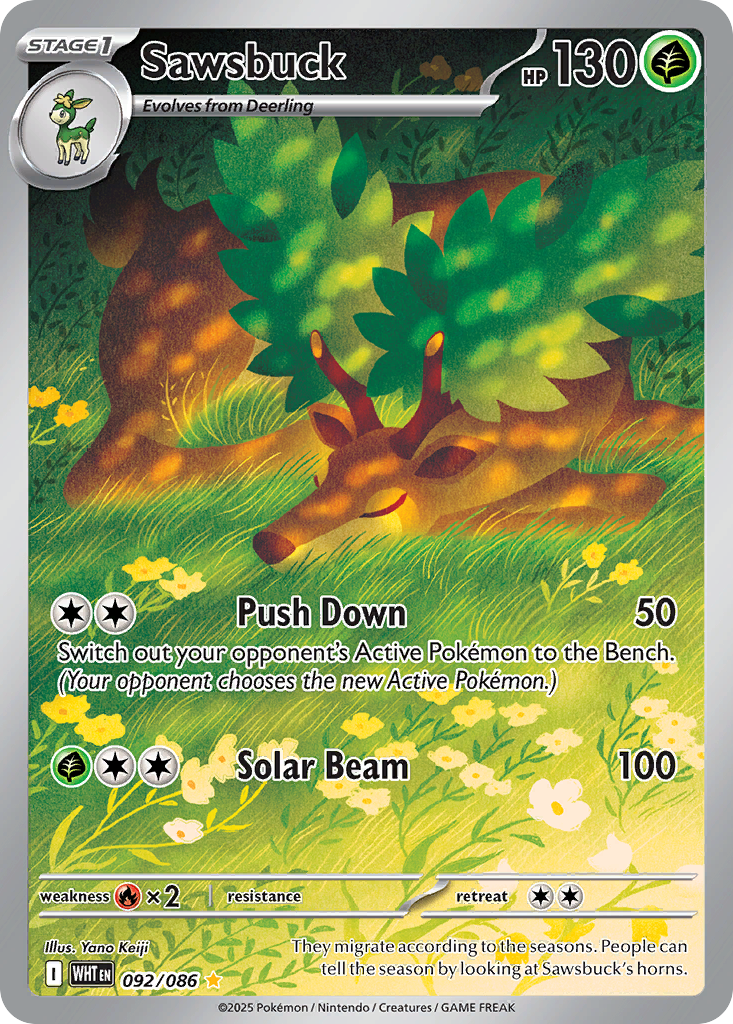 STAGE1
Sawsbuck
HP 130
Evolves from Deerling
Push Down 50
Switch out your opponent's Active Pokémon to the Bench.
(Your opponent chooses the new Active Pokémon.)
Solar Beam 100
weakness ×2 resistance retreat
Illus. Yano Keiji
They migrate according to the seasons. People can
tell the season by looking at Sawsbuck's horns.
I WHT EN 092/086
©2025 Pokémon / Nintendo / Creatures / GAME FREAK